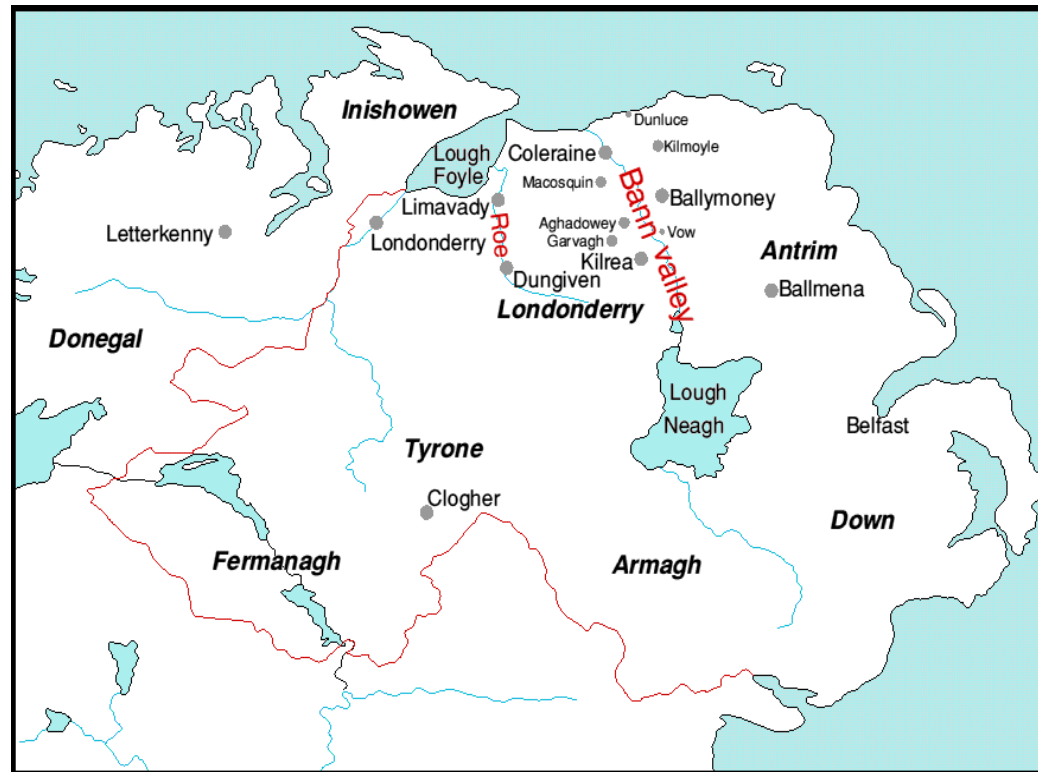 Inishowen
Dunluce
Lough
Foyle
Coleraine
Kilmoyle
Macosquin
Bann valley
Ballymoney
Limavady
Roe
Aghadowey
Vow
Letterkenny
Londonderry
Garvagh
Antrim
Kilrea
Dungiven
Ballmena
Londonderry
Donegal
Lough
Neagh
Belfast
Tyrone
Clogher
Down
Fermanagh
Armagh